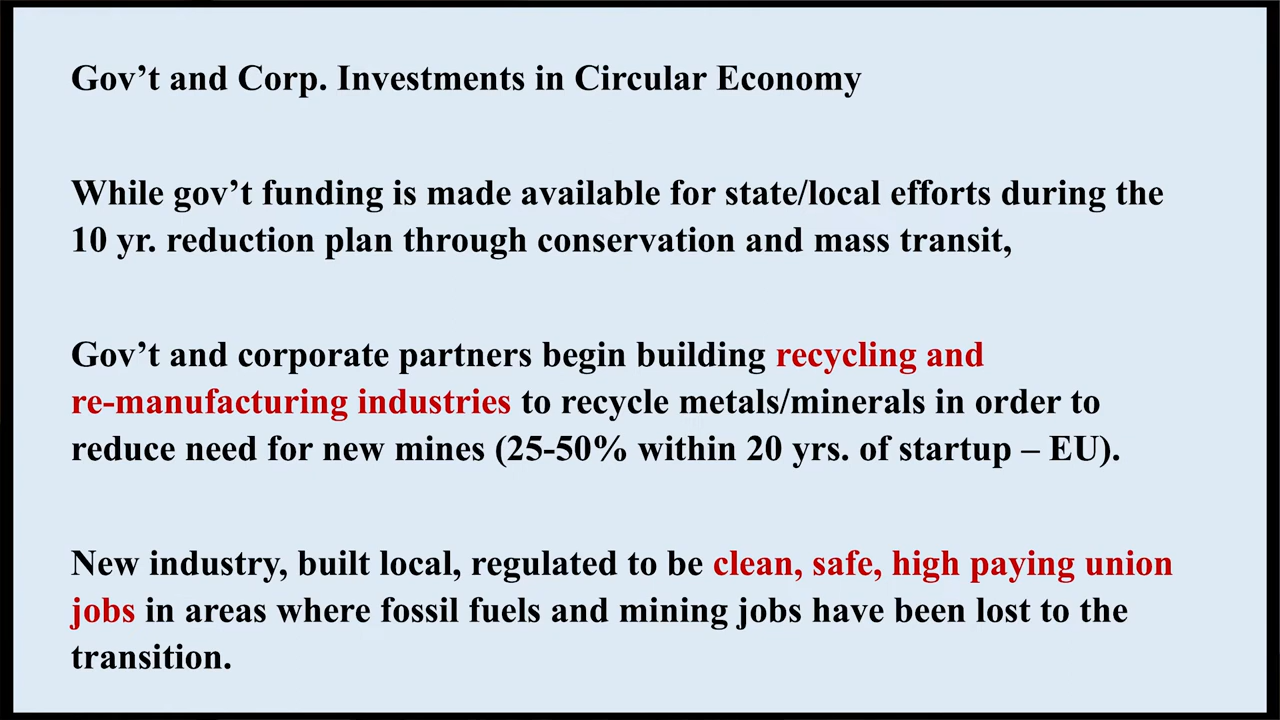 Gov’t and Corp. Investments in Circular Economy
While gov’t funding is made available for state/local efforts during the
10 yr. reduction plan through conservation and mass transit,
Gov’t and corporate partners begin building recycling and
re-manufacturing industries to recycle metals/minerals in order to
reduce need for new mines (25-50% within 20 yrs. of startup – EU).
New industry, built local, regulated to be clean, safe, high paying union
jobs in areas where fossil fuels and mining jobs have been lost to the
transition.